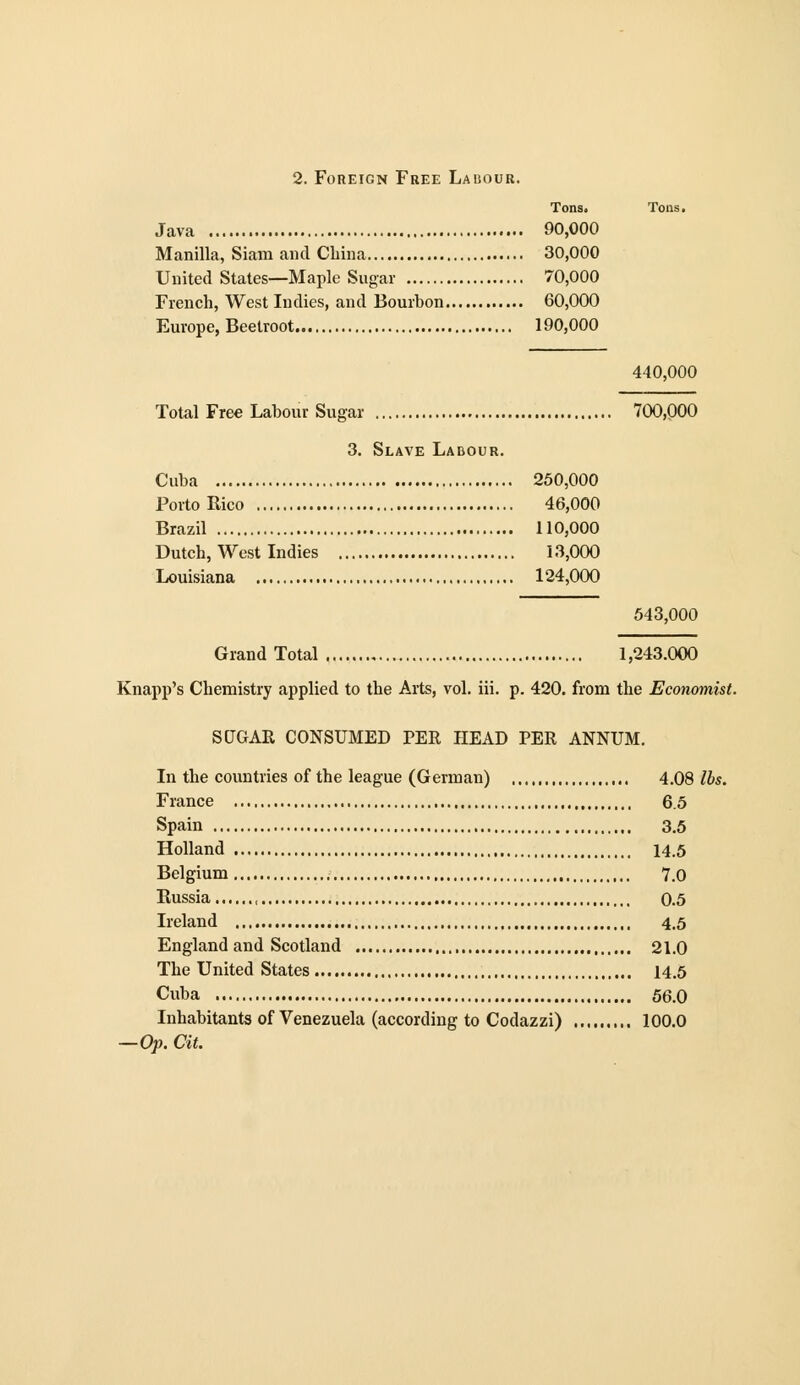 2. Foreign Free Labour.
Tons. Tons.
Java ........ 90,000
Manilla, Siam and China........ 30,000
United States—Maple Sugar ........ 70,000
French, West Indies, and Bourbon........ 60,000
Europe, Beetroot........ 190,000
440,000
Total Free Labour Sugar ........ 700,000
3. Slave Labour.
Cuba ........ 250,000
Porto Rico ........ 46,000
Brazil ........ 110,000
Dutch, West Indies ........ 13,000
Louisiana ........ 124,000
543,000
Grand Total ........ 1,243.000
Knapp's Chemistry applied to the Arts, vol. iii. p. 420. from the Economist.
SUGAR CONSUMED PER HEAD PER ANNUM.
In the countries of the league (German) ........ 4.08 lbs.
France ........ 6.5
Spain ........ 3.5
Holland ........ 14.5
Belgium ........ 7.0
Russia ........ 0.5
Ireland ........ 4.5
England and Scotland ........ 21.0
The United States ........ 14.5
Cuba ........ 56.0
Inhabitants of Venezuela (according to Codazzi) ........ 100.0
—Op. Cit.